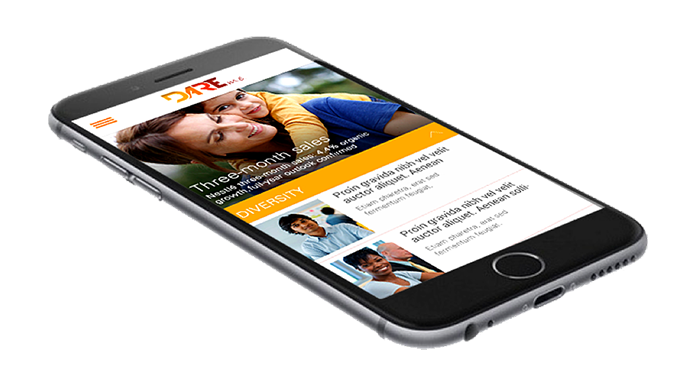 DARE
Three-month sales
Nestlé three-month sales: 4.4% organic
growth, full-year outlook confirmed
DIVERSITY
Proin gravida nibh vel velit
auctor aliquet. Aenean
Etiam pharetra, erat sed
fermentum feugiat.
Proin gravida nibh vel velit
auctor aliquet. Aenean solli-
Etiam pharetra, erat sed
fermentum feugiat.